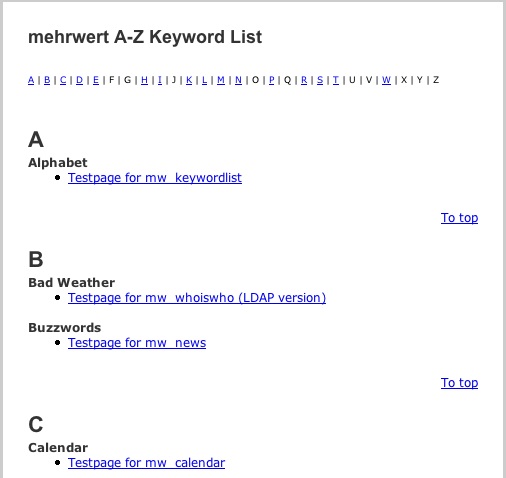 mehrwert A-Z Keyword List
A | B | C | D | E | F | G | H | I | J | K | L | M | N | O | P | Q | R | S | T | U | V | W | X | Y | Z
A
Alphabet
• Testpage for mw_keywordlist
To top
B
Bad Weather
• Testpage for mw_whoiswho (LDAP version)
Buzzwords
• Testpage for mw_news
To top
C
Calendar
• Testpage for mw_calendar